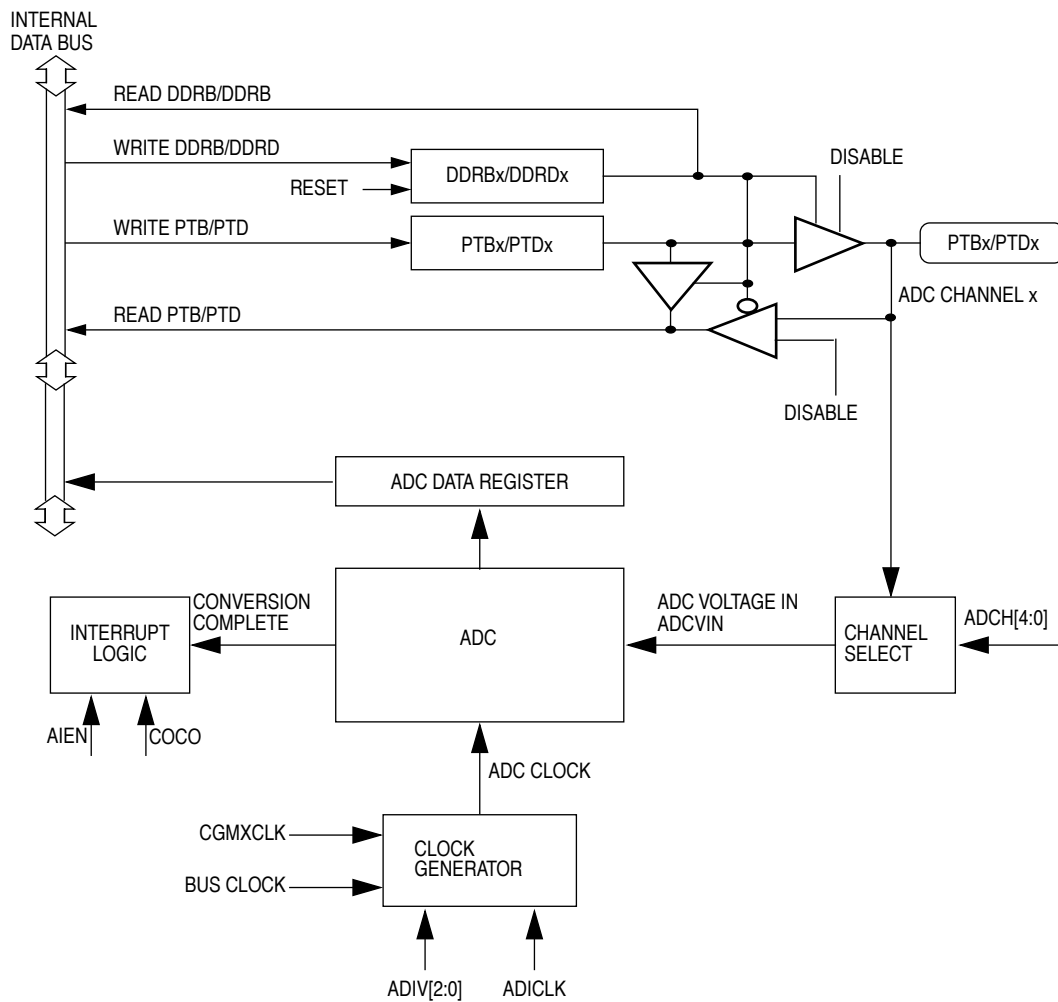 INTERNAL
DATA BUS
READ DDRB/DDRB
WRITE DDRB/DDRD
RESET
DDRBx/DDRDx
DISABLE
WRITE PTB/PTD
PTBx/PTDx
PTBx/PTDx
ADC CHANNEL x
READ PTB/PTD
DISABLE
ADC DATA REGISTER
INTERRUPT
LOGIC
CONVERSION
COMPLETE
ADC
ADC VOLTAGE IN
ADCVIN
CHANNEL
SELECT
ADCH[4:0]
AIEN
COCO
ADC CLOCK
CGMXCLK
BUS CLOCK
CLOCK
GENERATOR
ADIV[2:0]
ADICLK